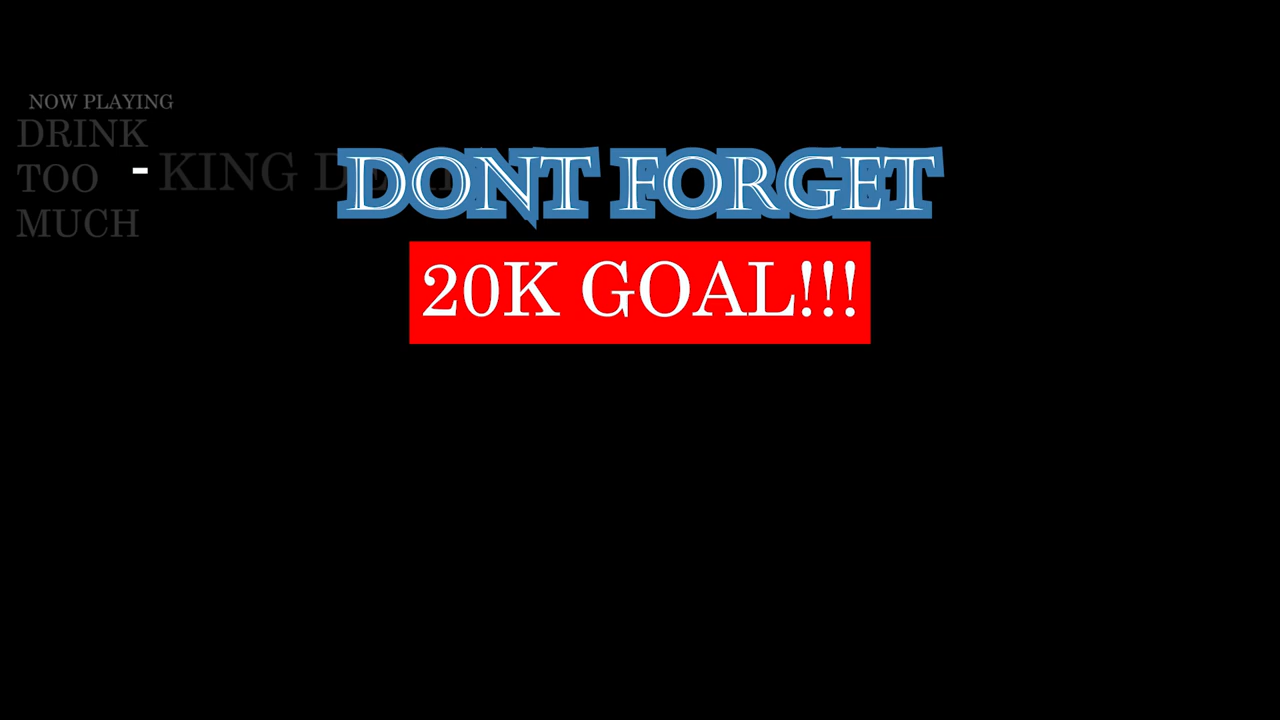 NOW PLAYING
DRINK
TOO
MUCH
- KING
DONT FORGET
20K GOAL!!!